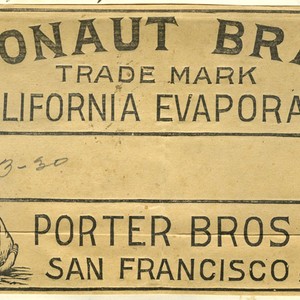 ONAUT BRA
TRADE MARK
LIFORNIA EVAPORA
3-30
PORTER BROS
SAN FRANCISCO